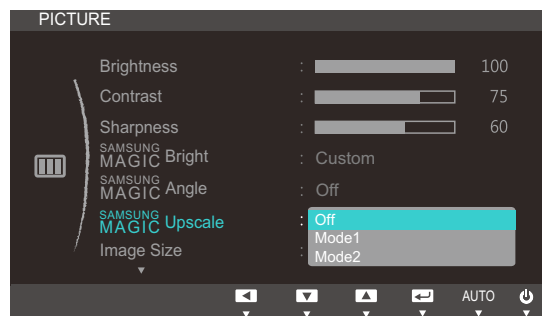 PICTURE
Brightness : 100
Contrast : 75
Sharpness : 60
SAMSUNG
MAGIC Bright : Custom
SAMSUNG
MAGIC Angle : Off
SAMSUNG
MAGIC Upscale : Off
Mode1
Image Size : Mode2
AUTO